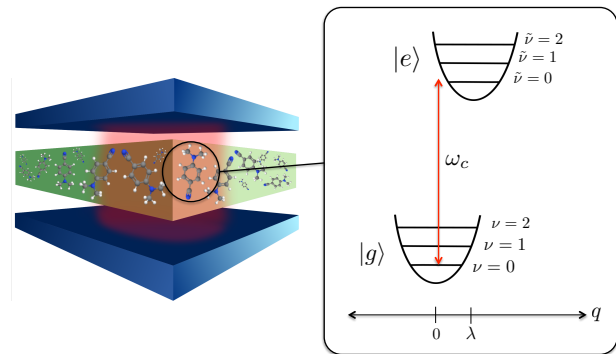 ν̃ = 2
|e⟩
ν̃ = 1
ν̃ = 0
ω_c
ν = 2
|g⟩
ν = 1
ν = 0
q
0
λ